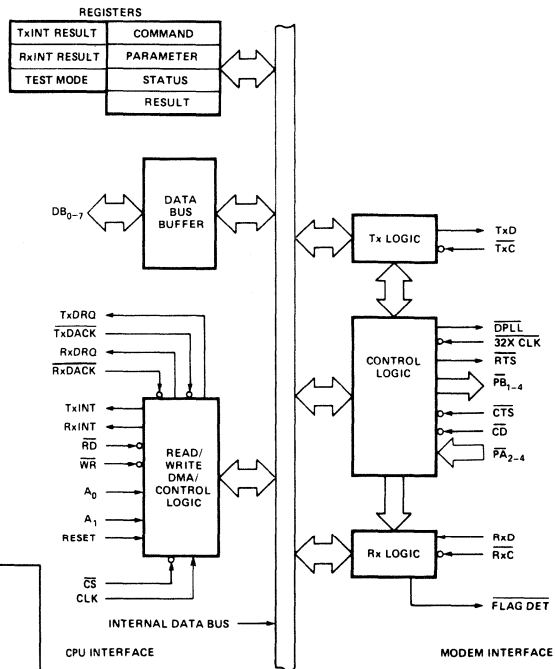 REGISTERS
TxINT RESULT COMMAND
RxINT RESULT PARAMETER
TEST MODE STATUS
RESULT
DB0-7
DATA
BUS
BUFFER
TxDRQ
TxDACK
RxDRQ
RxDACK
TxINT
RxINT
RD
WR
A0
A1
RESET
READ/
WRITE
DMA/
CONTROL
LOGIC
CS
CLK
INTERNAL DATA BUS
CPU INTERFACE
Tx LOGIC
TxD
TxC
CONTROL
LOGIC
DPLL
32X CLK
RTS
PB1-4
CTS
CD
PA2-4
Rx LOGIC
RxD
RxC
FLAG DET
MODEM INTERFACE